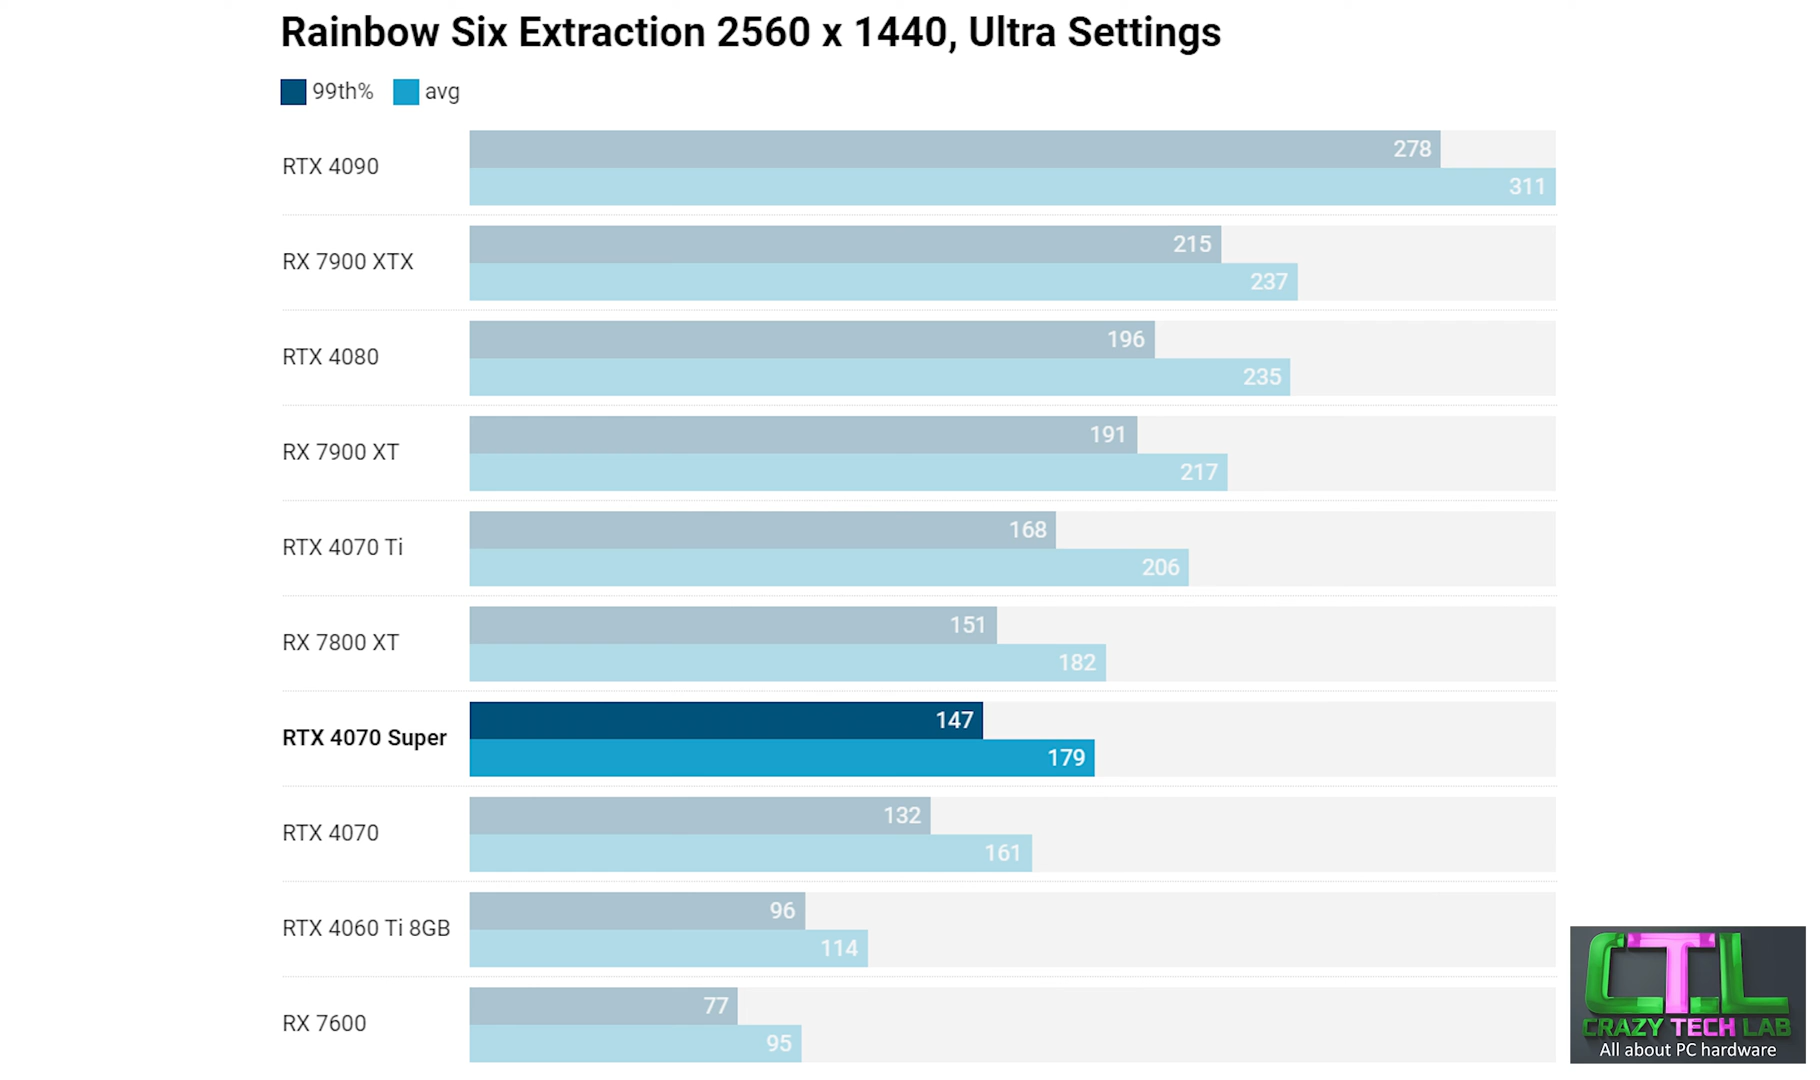 Rainbow Six Extraction 2560 x 1440, Ultra Settings
99th% avg
RTX 4090
278
311
RX 7900 XTX
215
237
RTX 4080
196
235
RX 7900 XT
191
217
RTX 4070 Ti
168
206
RX 7800 XT
151
182
RTX 4070 Super
147
179
RTX 4070
132
161
RTX 4060 Ti 8GB
96
114
RX 7600
77
95
CTL
CRAZY TECH LAB
All about PC hardware